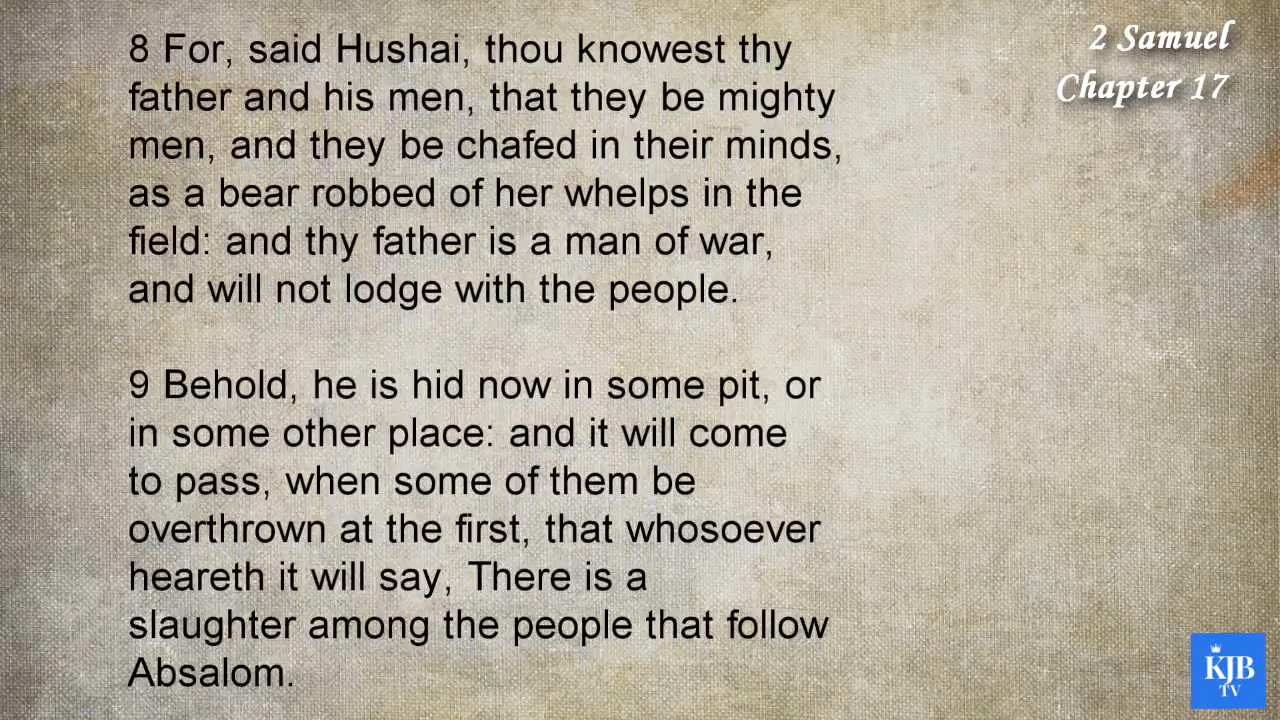 2 Samuel
Chapter 17
8 For, said Hushai, thou knowest thy
father and his men, that they be mighty
men, and they be chafed in their minds,
as a bear robbed of her whelps in the
field: and thy father is a man of war,
and will not lodge with the people.
9 Behold, he is hid now in some pit, or
in some other place: and it will come
to pass, when some of them be
overthrown at the first, that whosoever
heareth it will say, There is a
slaughter among the people that follow
Absalom.
KJB
TV